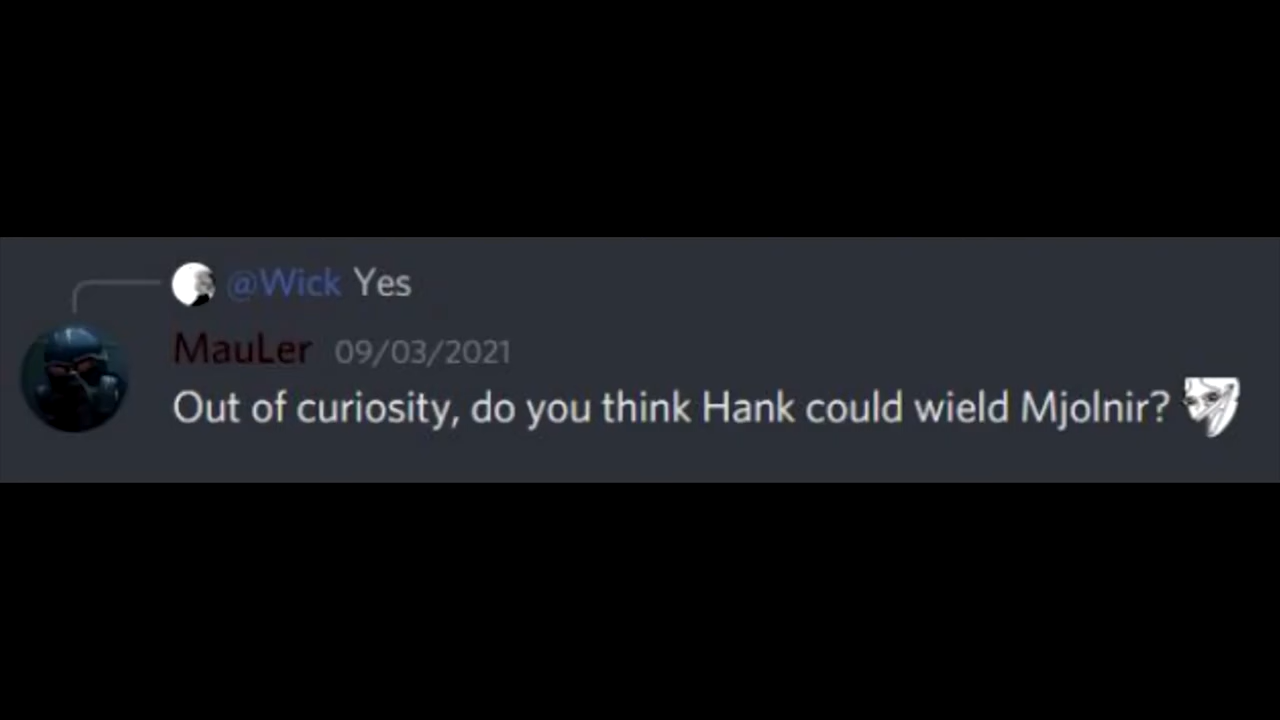 @Wick Yes
MauLer 09/03/2021
Out of curiosity, do you think Hank could wield Mjolnir?